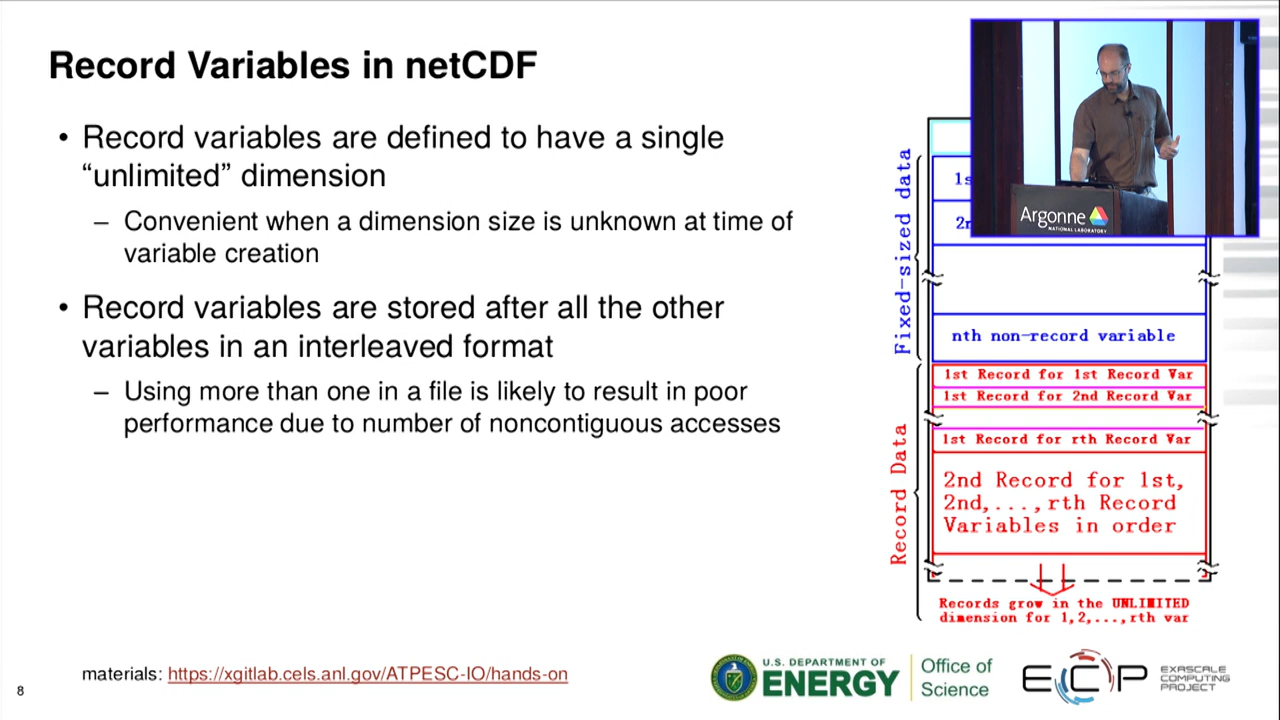 Record Variables in netCDF
• Record variables are defined to have a single
“unlimited” dimension
– Convenient when a dimension size is unknown at time of
variable creation
• Record variables are stored after all the other
variables in an interleaved format
– Using more than one in a file is likely to result in poor
performance due to number of noncontiguous accesses
Argonne
NATIONAL LABORATORY
Fixed-sized data
nth non-record variable
Record Data
1st Record for 1st Record Var
1st Record for 2nd Record Var
1st Record for rth Record Var
2nd Record for 1st,
2nd,...,rth Record
Variables in order
Records grow in the UNLIMITED
dimension for 1,2,...,rth var
materials: https://xgitlab.cels.anl.gov/ATPESC-IO/hands-on
8
U.S. DEPARTMENT OF
ENERGY
Office of
Science
ECP
EXASCALE
COMPUTING
PROJECT